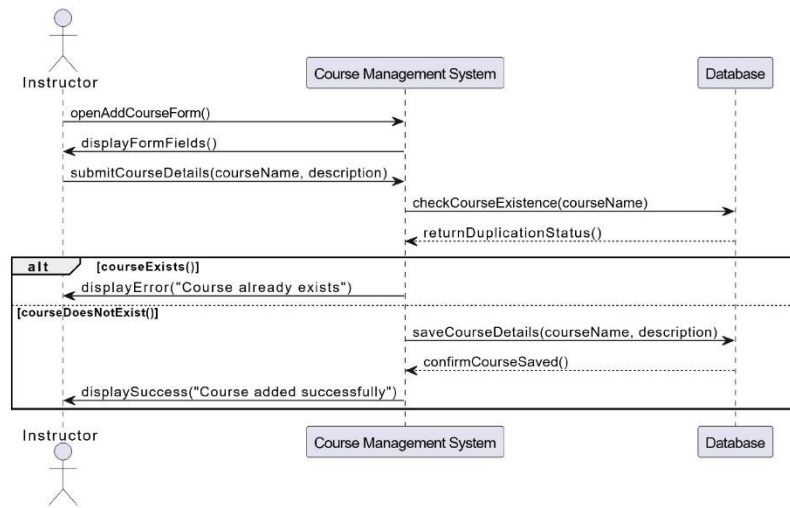 Instructor
Course Management System
Database
openAddCourseForm()
displayFormFields()
submitCourseDetails(courseName, description)
checkCourseExistence(courseName)
returnDuplicationStatus()
alt [courseExists()]
displayError("Course already exists")
[courseDoesNotExist()]
saveCourseDetails(courseName, description)
confirmCourseSaved()
displaySuccess("Course added successfully")
Instructor
Course Management System
Database